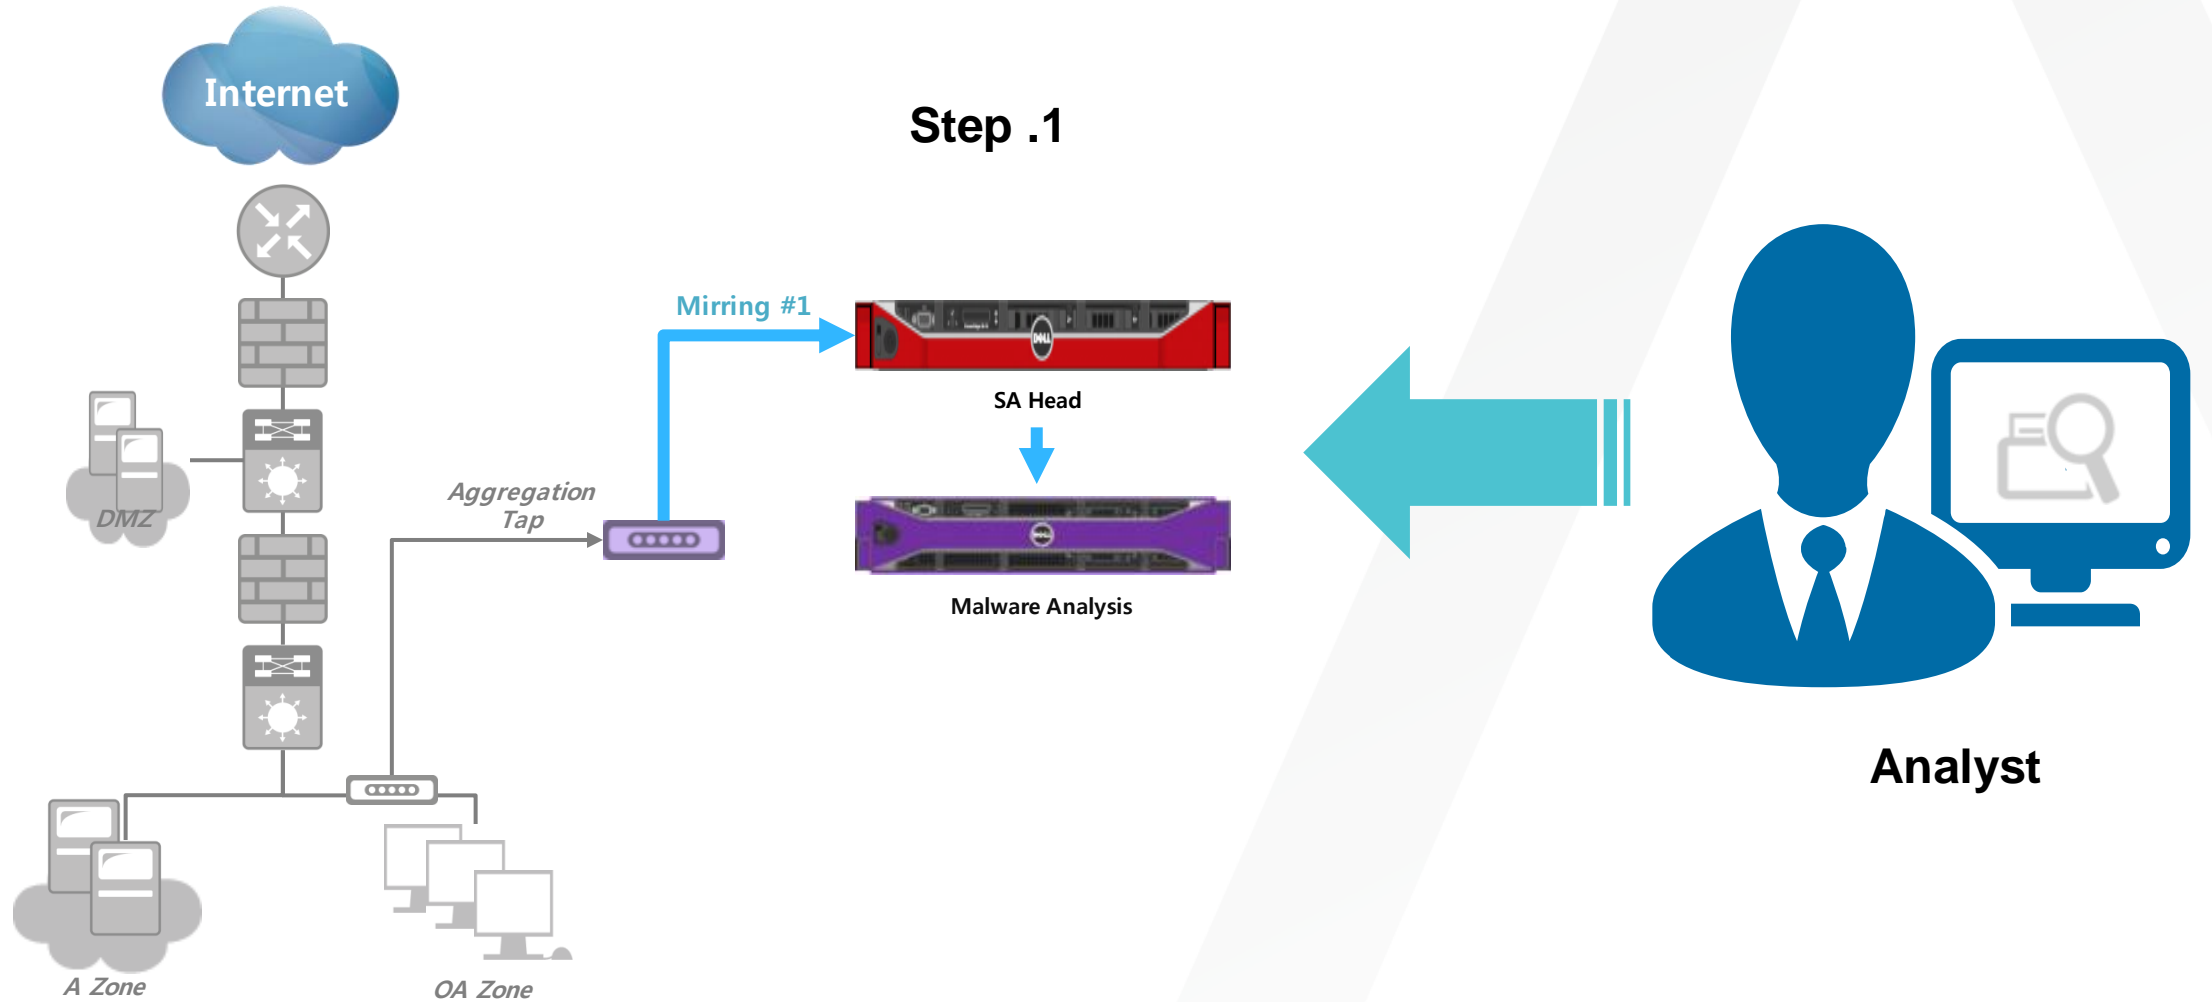 Internet
Step .1
Mirring #1
SA Head
Aggregation
Tap
DMZ
Malware Analysis
Analyst
A Zone
OA Zone